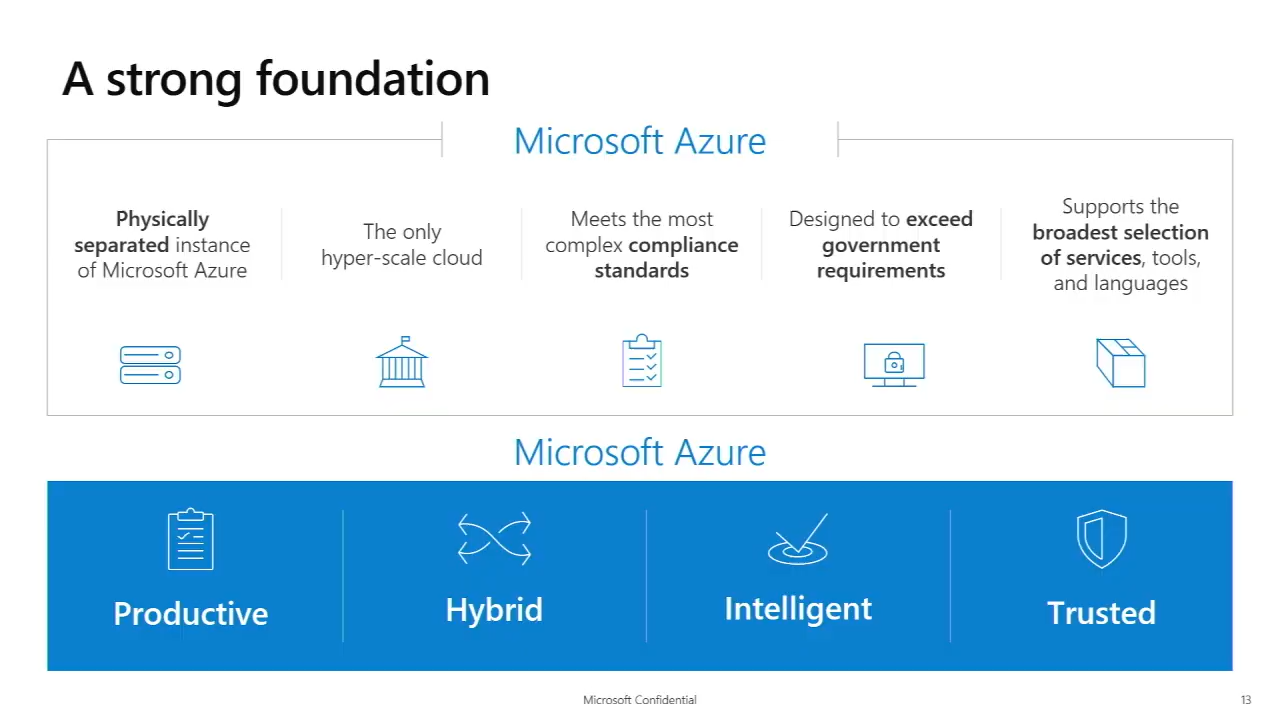 A strong foundation
Microsoft Azure
Physically
separated instance
of Microsoft Azure
The only
hyper-scale cloud
Meets the most
complex compliance
standards
Designed to exceed
government
requirements
Supports the
broadest selection
of services, tools,
and languages
Microsoft Azure
Productive
Hybrid
Intelligent
Trusted
Microsoft Confidential
13